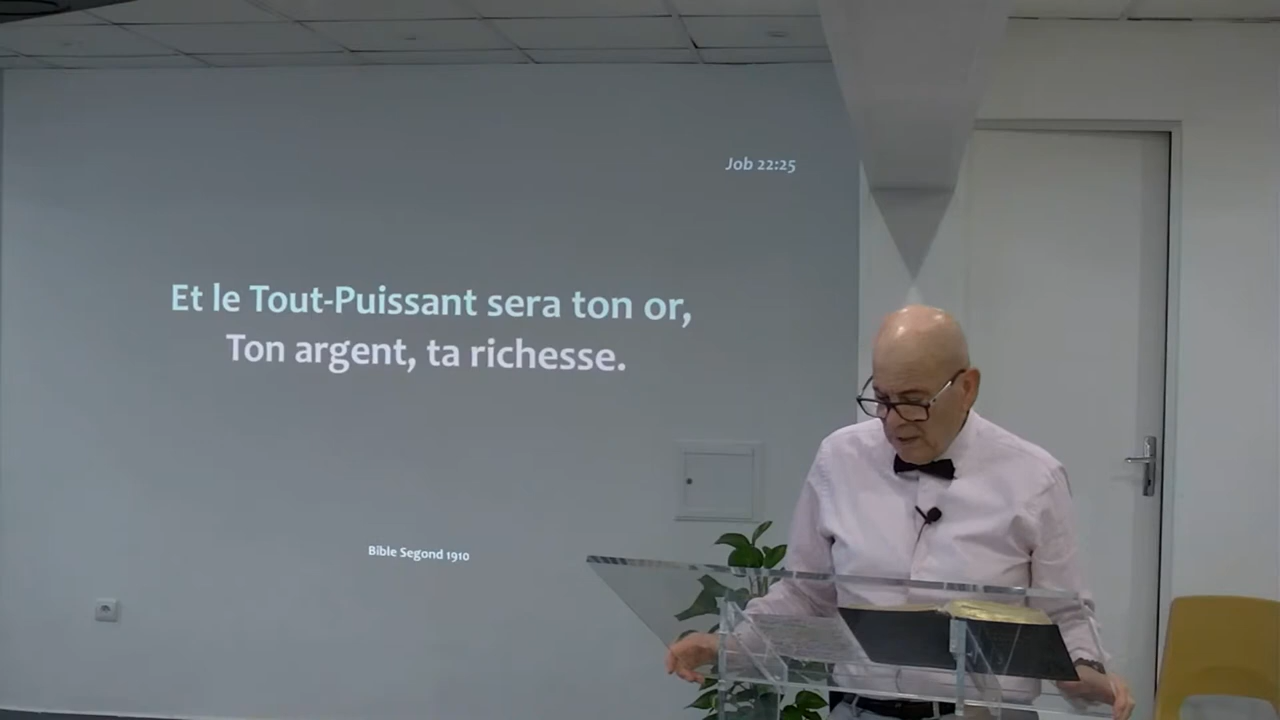 Job 22:25
Et le Tout-Puissant sera ton or,
Ton argent, ta richesse.
Bible Segond 1910